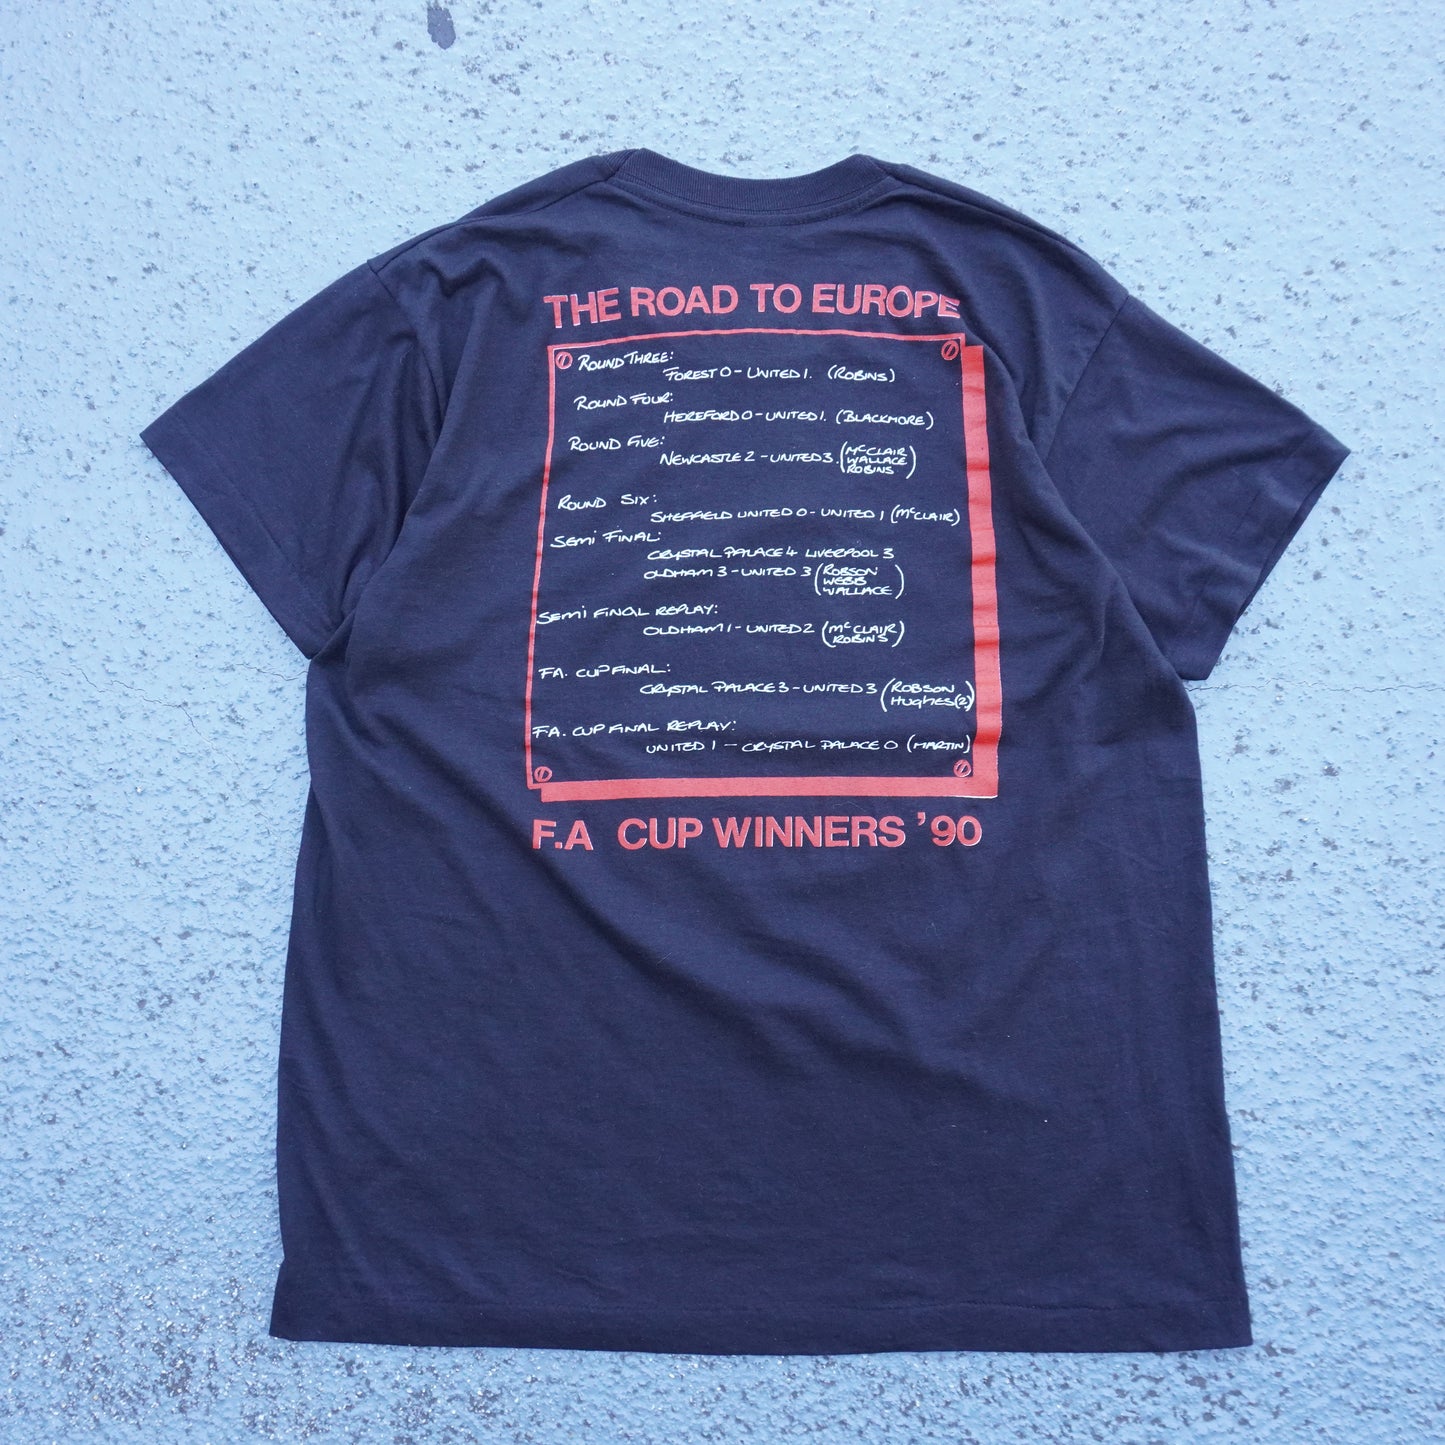 THE ROAD TO EUROPE
ROUND THREE:
FOREST 0 - UNITED 1. (ROBINS)
ROUND FOUR:
HEREFORD 0 - UNITED 1. (BLACKMORE)
ROUND FIVE:
NEWCASTLE 2 - UNITED 3. (McCLAIR
WALLACE
ROBINS)
ROUND SIX:
SHEFFIELD UNITED 0 - UNITED 1 (McCLAIR)
SEMI FINAL:
CRYSTAL PALACE 4 LIVERPOOL 3
OLDHAM 3 - UNITED 3 (ROBSON
WEBB
WALLACE)
SEMI FINAL REPLAY:
OLDHAM 1 - UNITED 2 (McCLAIR
ROBINS)
F.A. CUP FINAL:
CRYSTAL PALACE 3 - UNITED 3 (ROBSON
HUGHES (2))
F.A. CUP FINAL REPLAY:
UNITED 1 - CRYSTAL PALACE 0 (MARTIN)
F.A CUP WINNERS '90